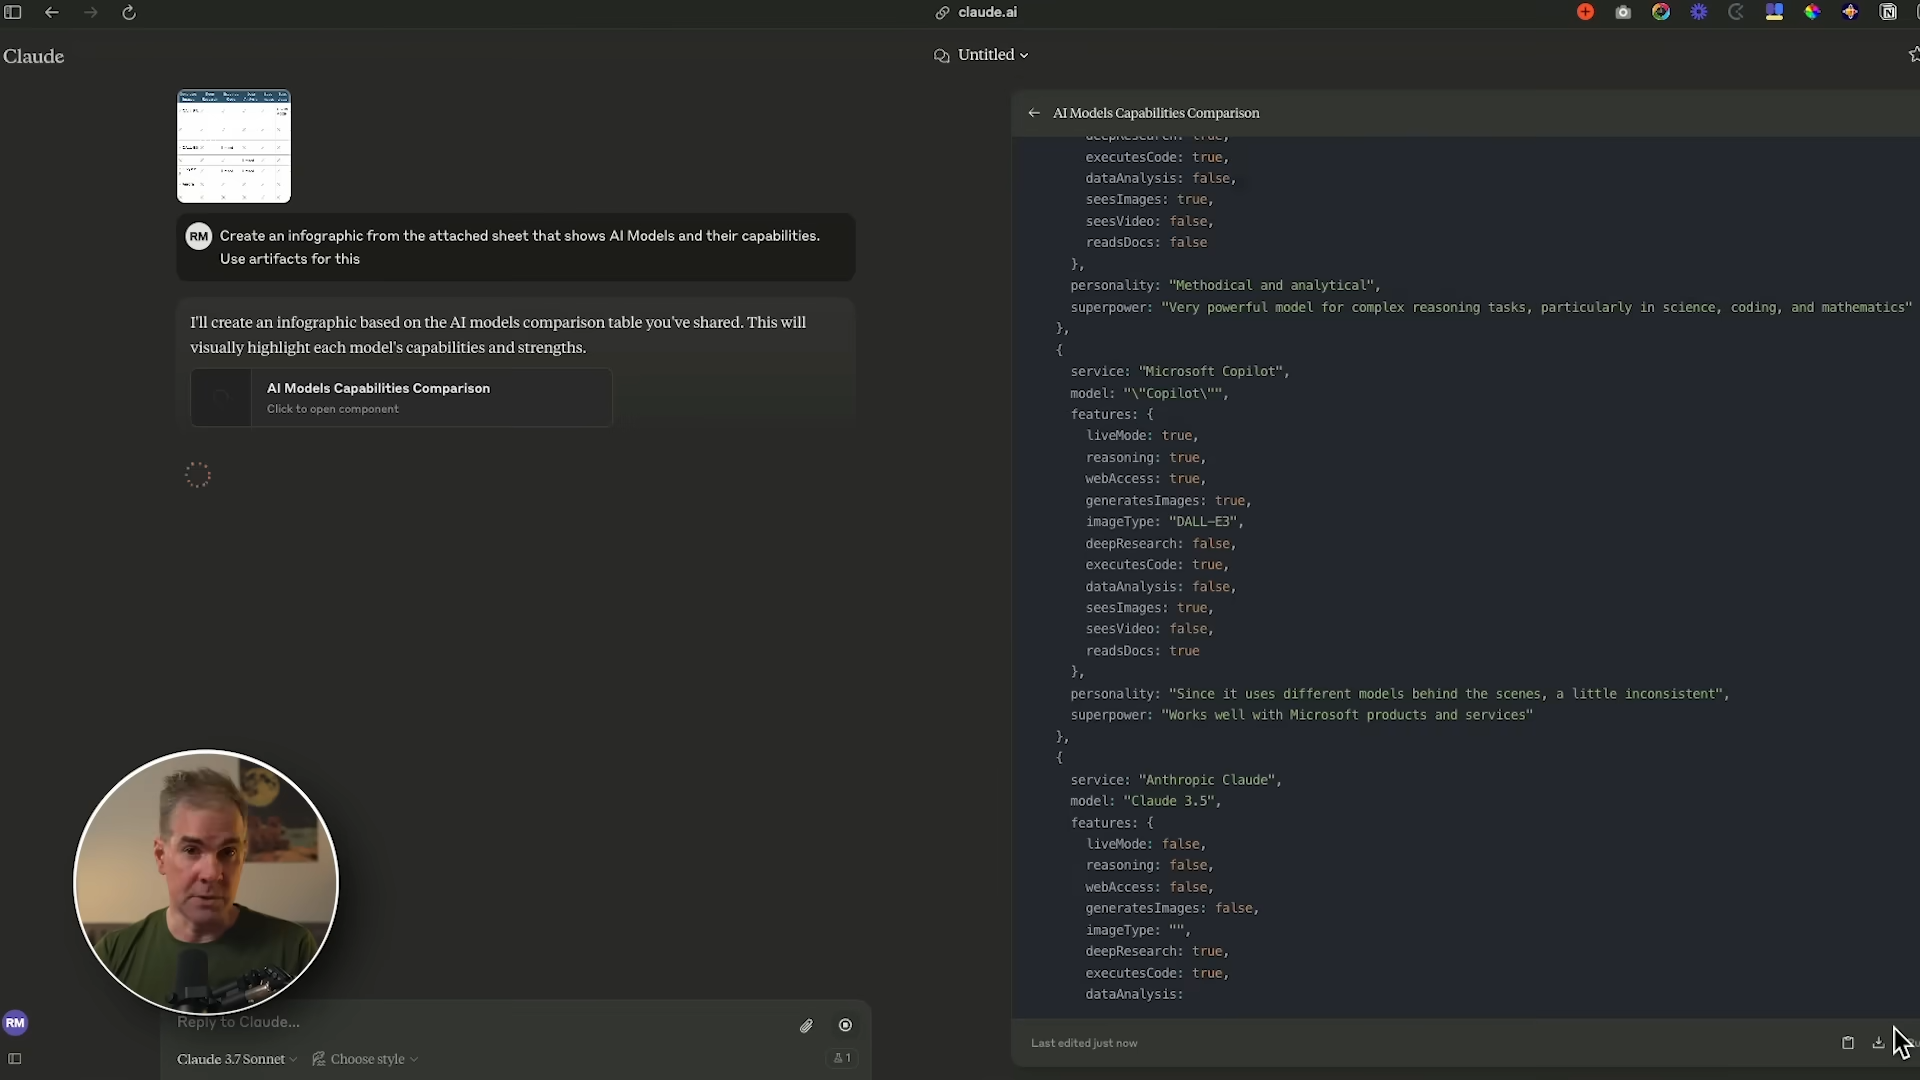 claude.ai
Claude
Untitled
RM
Create an infographic from the attached sheet that shows AI Models and their capabilities.
Use artifacts for this
I'll create an infographic based on the AI models comparison table you've shared. This will
visually highlight each model's capabilities and strengths.
AI Models Capabilities Comparison
Click to open component
RM
Reply to Claude...
Claude 3.7 Sonnet
Choose style
1
AI Models Capabilities Comparison
deepResearch: true,
executesCode: true,
dataAnalysis: false,
seesImages: true,
seesVideo: false,
readsDocs: false
},
personality: "Methodical and analytical",
superpower: "Very powerful model for complex reasoning tasks, particularly in science, coding, and mathematics"
},
{
service: "Microsoft Copilot",
model: "\"Copilot\"",
features: {
liveMode: true,
reasoning: true,
webAccess: true,
generatesImages: true,
imageType: "DALL-E3",
deepResearch: false,
executesCode: true,
dataAnalysis: false,
seesImages: true,
seesVideo: false,
readsDocs: true
},
personality: "Since it uses different models behind the scenes, a little inconsistent",
superpower: "Works well with Microsoft products and services"
},
{
service: "Anthropic Claude",
model: "Claude 3.5",
features: {
liveMode: false,
reasoning: false,
webAccess: false,
generatesImages: false,
imageType: "",
deepResearch: true,
executesCode: true,
dataAnalysis:
Last edited just now